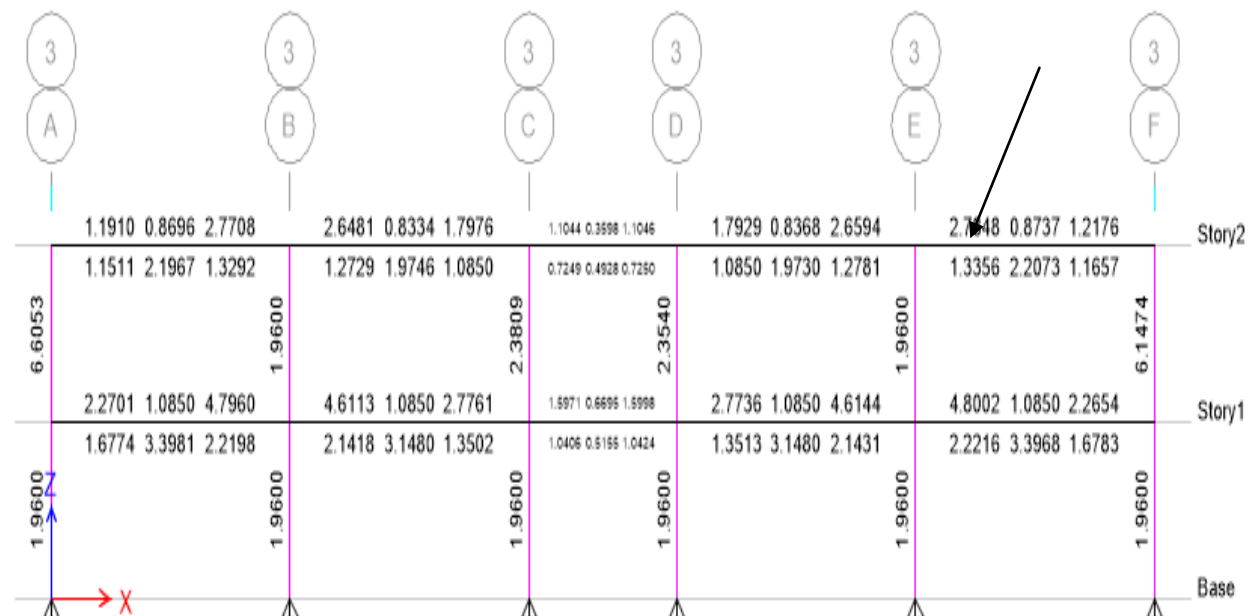 3 3 3 3 3 3
A B C D E F
1.1910 0.8696 2.7708 2.6481 0.8334 1.7976 1.1044 0.3598 1.1046 1.7929 0.8368 2.6594 0.8737 1.2176
Story2
1.1511 2.1967 1.3292 1.2729 1.9746 1.0850 0.7249 0.4928 0.7250 1.0850 1.9730 1.2781 1.3356 2.2073 1.1657
6.6053 1.9600 2.3809 2.3540 1.9600 6.1474
2.2701 1.0850 4.7960 4.6113 1.0850 2.7761 1.5971 0.6695 1.5998 2.7736 1.0850 4.6144 4.8002 1.0850 2.2654
Story1
1.6774 3.3981 2.2198 2.1418 3.1480 1.3502 1.0406 0.5155 1.0424 1.3513 3.1480 2.1431 2.2216 3.3968 1.6783
1.9600 1.9600 1.9600 1.9600 1.9600 1.9600
Z
Base
X